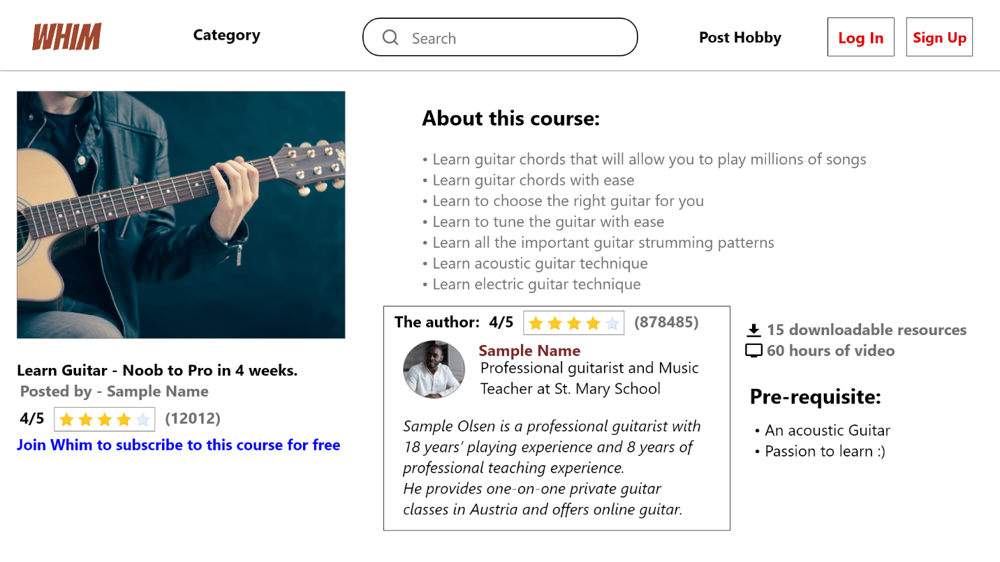 WHIM
Category
Search
Post Hobby
Log In
Sign Up
Learn Guitar - Noob to Pro in 4 weeks.
Posted by - Sample Name
4/5 (12012)
Join Whim to subscribe to this course for free
About this course:
• Learn guitar chords that will allow you to play millions of songs
• Learn guitar chords with ease
• Learn to choose the right guitar for you
• Learn to tune the guitar with ease
• Learn all the important guitar strumming patterns
• Learn acoustic guitar technique
• Learn electric guitar technique
The author: 4/5 (878485)
Sample Name
Professional guitarist and Music
Teacher at St. Mary School
Sample Olsen is a professional guitarist with
18 years’ playing experience and 8 years of
professional teaching experience.
He provides one-on-one private guitar
classes in Austria and offers online guitar.
15 downloadable resources
60 hours of video
Pre-requisite:
• An acoustic Guitar
• Passion to learn :)